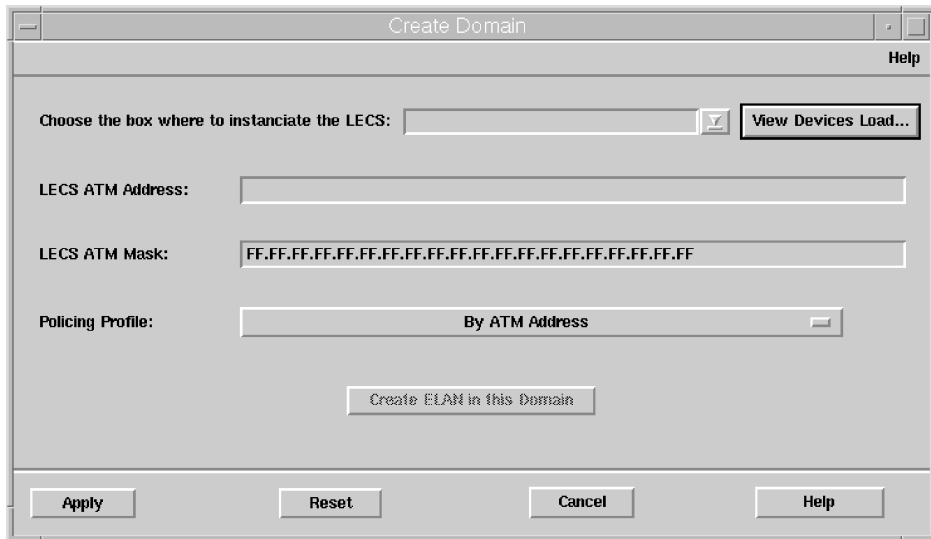 Create Domain
Help
Choose the box where to instanciate the LECS:
View Devices Load...
LECS ATM Address:
LECS ATM Mask:
FF.FF.FF.FF.FF.FF.FF.FF.FF.FF.FF.FF.FF.FF.FF.FF.FF.FF.FF.FF
Policing Profile:
By ATM Address
Create ELAN in this Domain
Apply
Reset
Cancel
Help